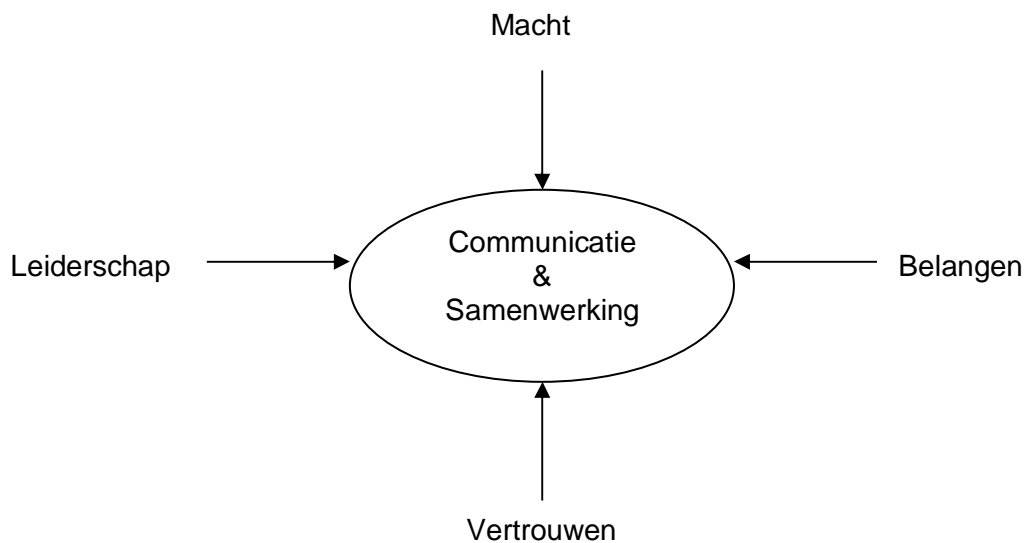 Macht
Communicatie
&
Samenwerking
Leiderschap
Belangen
Vertrouwen